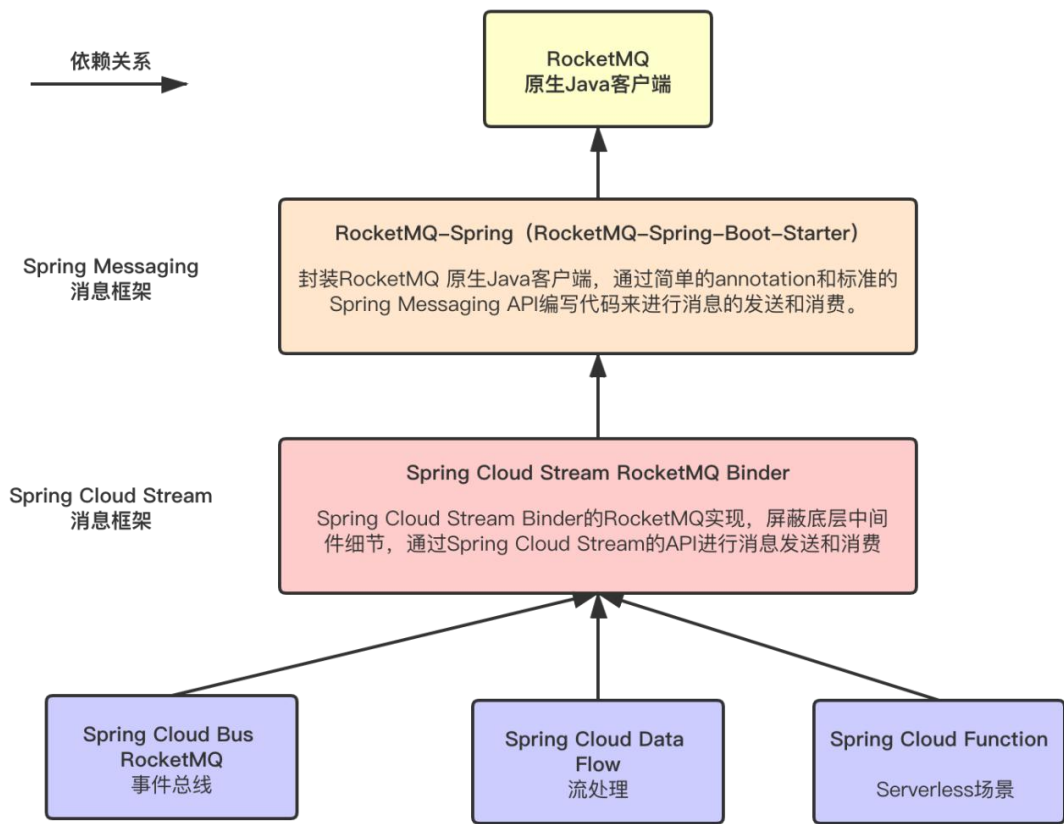 依赖关系
RocketMQ
原生Java客户端
Spring Messaging
消息框架
RocketMQ-Spring（RocketMQ-Spring-Boot-Starter）
封装RocketMQ 原生Java客户端，通过简单的annotation和标准的
Spring Messaging API编写代码来进行消息的发送和消费。
Spring Cloud Stream
消息框架
Spring Cloud Stream RocketMQ Binder
Spring Cloud Stream Binder的RocketMQ实现，屏蔽底层中间
件细节，通过Spring Cloud Stream的API进行消息发送和消费
Spring Cloud Bus
RocketMQ
事件总线
Spring Cloud Data
Flow
流处理
Spring Cloud Function
Serverless场景